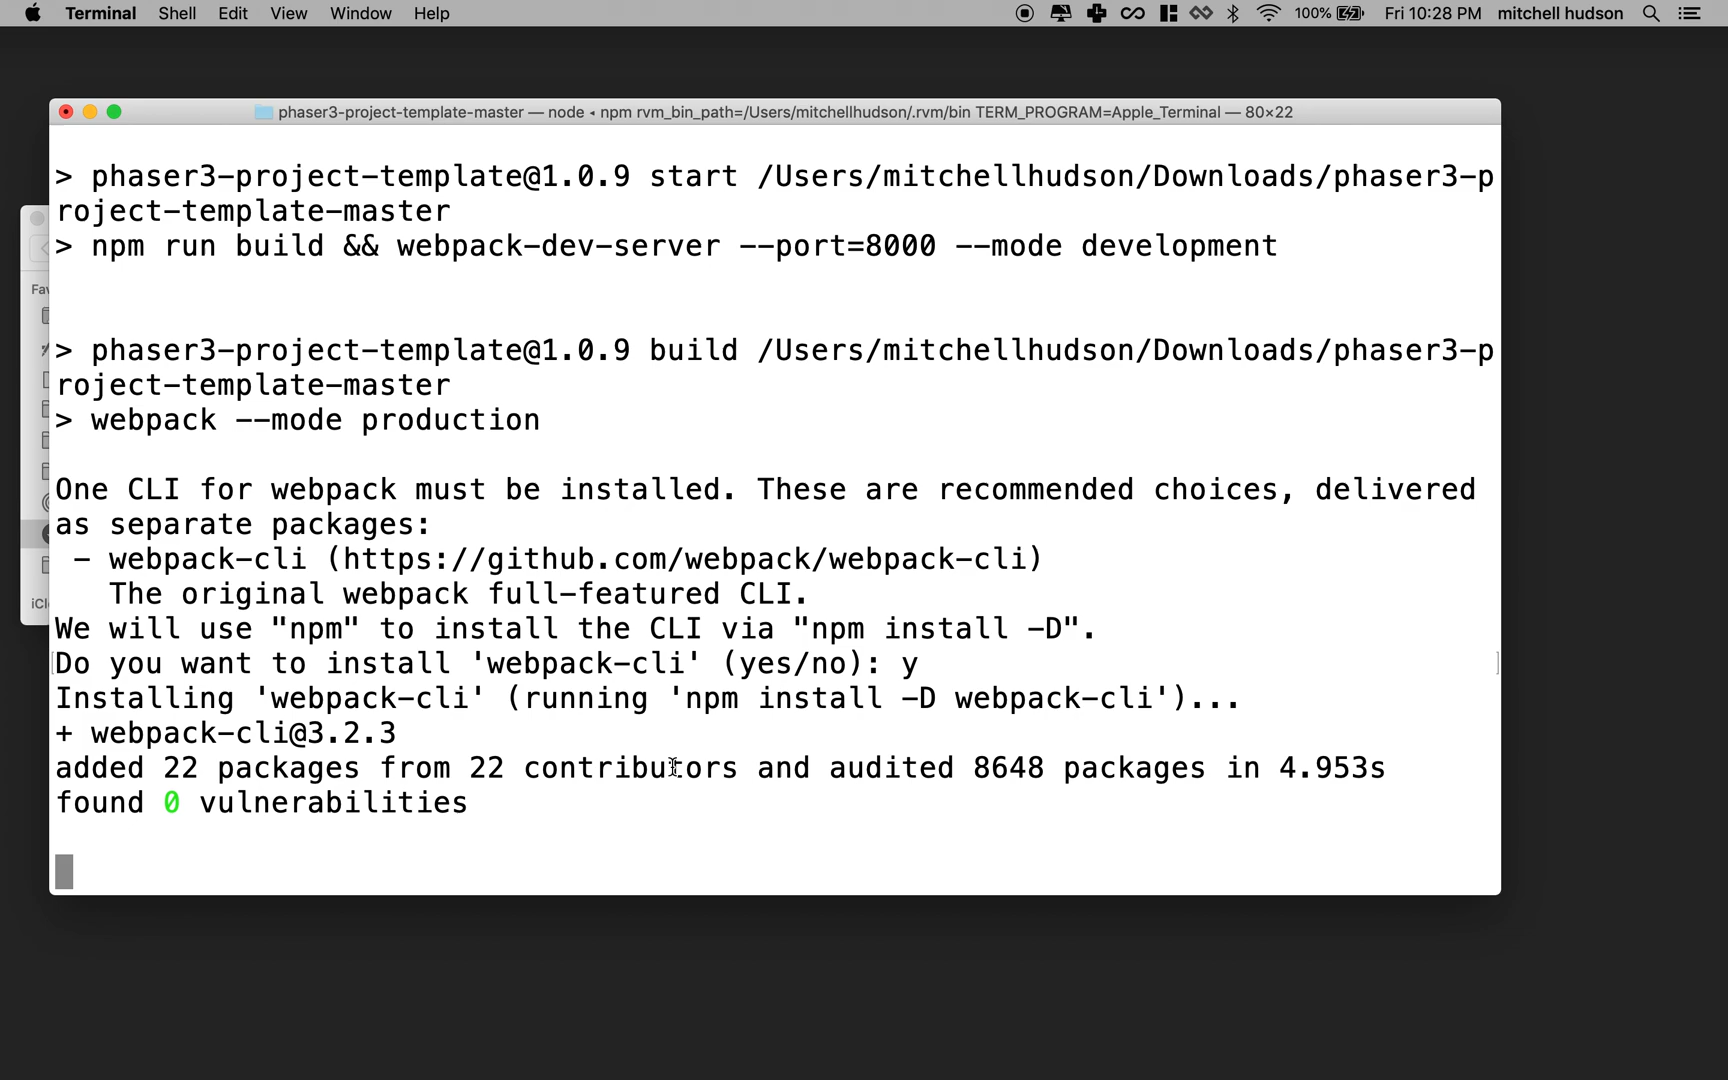 Terminal Shell Edit View Window Help 100% Fri 10:28 PM mitchell hudson
phaser3-project-template-master — node ◂ npm rvm_bin_path=/Users/mitchellhudson/.rvm/bin TERM_PROGRAM=Apple_Terminal — 80×22
> phaser3-project-template@1.0.9 start /Users/mitchellhudson/Downloads/phaser3-p
roject-template-master
> npm run build && webpack-dev-server --port=8000 --mode development
Fav
> phaser3-project-template@1.0.9 build /Users/mitchellhudson/Downloads/phaser3-p
roject-template-master
> webpack --mode production
One CLI for webpack must be installed. These are recommended choices, delivered
as separate packages:
- webpack-cli (https://github.com/webpack/webpack-cli)
The original webpack full-featured CLI.
iCl
We will use "npm" to install the CLI via "npm install -D".
Do you want to install 'webpack-cli' (yes/no): y
Installing 'webpack-cli' (running 'npm install -D webpack-cli')...
+ webpack-cli@3.2.3
added 22 packages from 22 contributors and audited 8648 packages in 4.953s
found 0 vulnerabilities